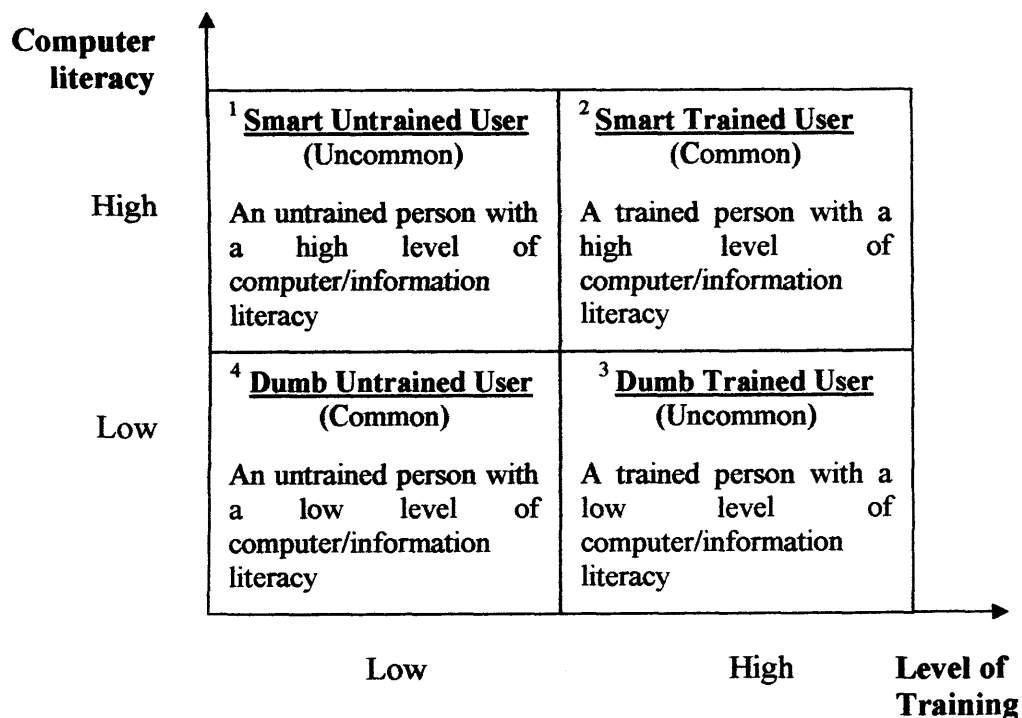 Computer
literacy
High
Low
1 Smart Untrained User
(Uncommon)
An untrained person with
a high level of
computer/information
literacy
2 Smart Trained User
(Common)
A trained person with a
high level of
computer/information
literacy
4 Dumb Untrained User
(Common)
An untrained person with
a low level of
computer/information
literacy
3 Dumb Trained User
(Uncommon)
A trained person with a
low level of
computer/information
literacy
Low
High
Level of
Training